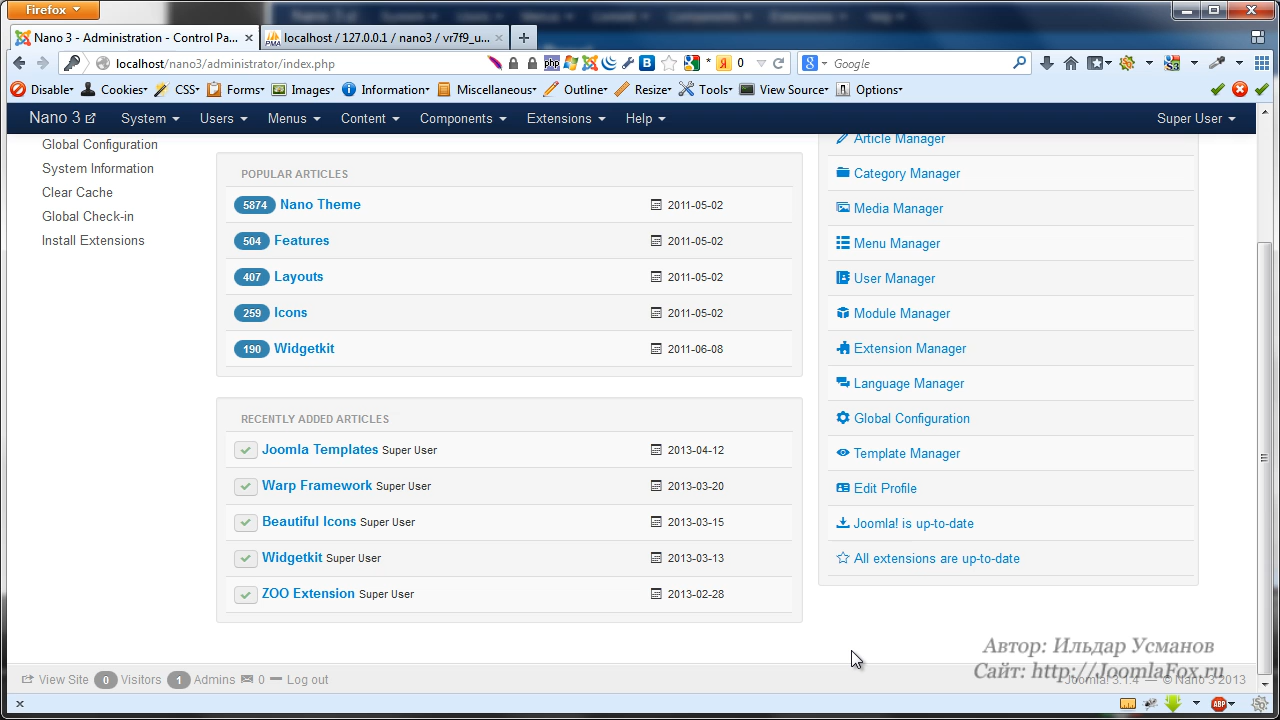 Firefox
Nano 3 - Administration - Control Pa...
localhost / 127.0.0.1 / nano3 / vr7f9_u...
PMA
localhost/nano3/administrator/index.php
php
B
Я 0
Google
Disable
Cookies
CSS
Forms
Images
Information
Miscellaneous
Outline
Resize
Tools
View Source
Options
Nano 3
System
Users
Menus
Content
Components
Extensions
Help
Super User
Global Configuration
System Information
Clear Cache
Global Check-in
Install Extension
POPULAR ARTICLES
5874 Nano Theme 2011-05-02
504 Features 2011-05-02
407 Layouts 2011-05-02
259 Icons 2011-05-02
190 Widgetkit 2011-06-08
RECENTLY ADDED ARTICLES
Joomla Templates Super User 2013-04-12
Warp Framework Super User 2013-03-20
Beautiful Icons Super User 2013-03-15
Widgetkit Super User 2013-03-13
ZOO Extension Super User 2013-02-28
Article Manager
Category Manager
Media Manager
Menu Manager
User Manager
Module Manager
Extension Manager
Language Manager
Global Configuration
Template Manager
Edit Profile
Joomla! is up-to-date
All extensions are up-to-date
Автор: Ильдар Усманов
Сайт: http://JoomlaFox.ru
View Site 0 Visitors 1 Admins 0 Log out
Joomla! 3.1.4 — © Nano 3 2013
ABP